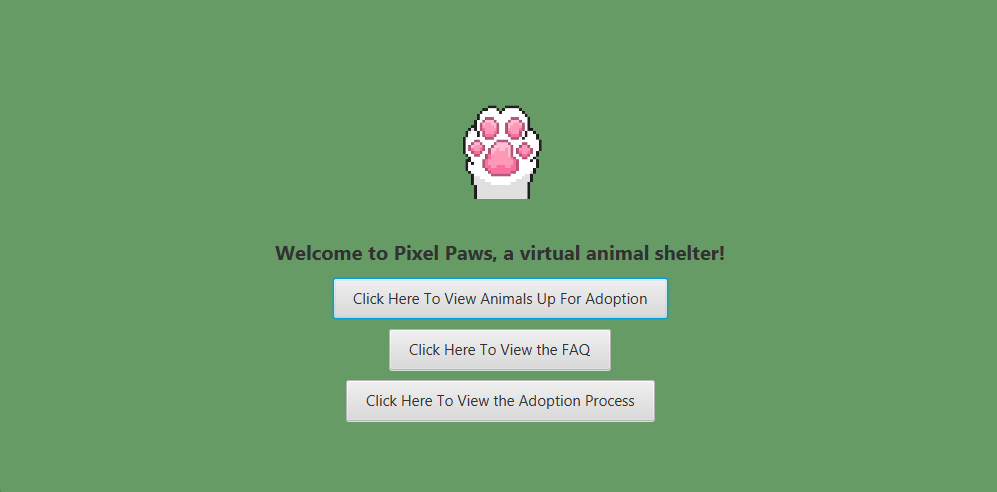 Welcome to Pixel Paws, a virtual animal shelter!
Click Here To View Animals Up For Adoption
Click Here To View the FAQ
Click Here To View the Adoption Process